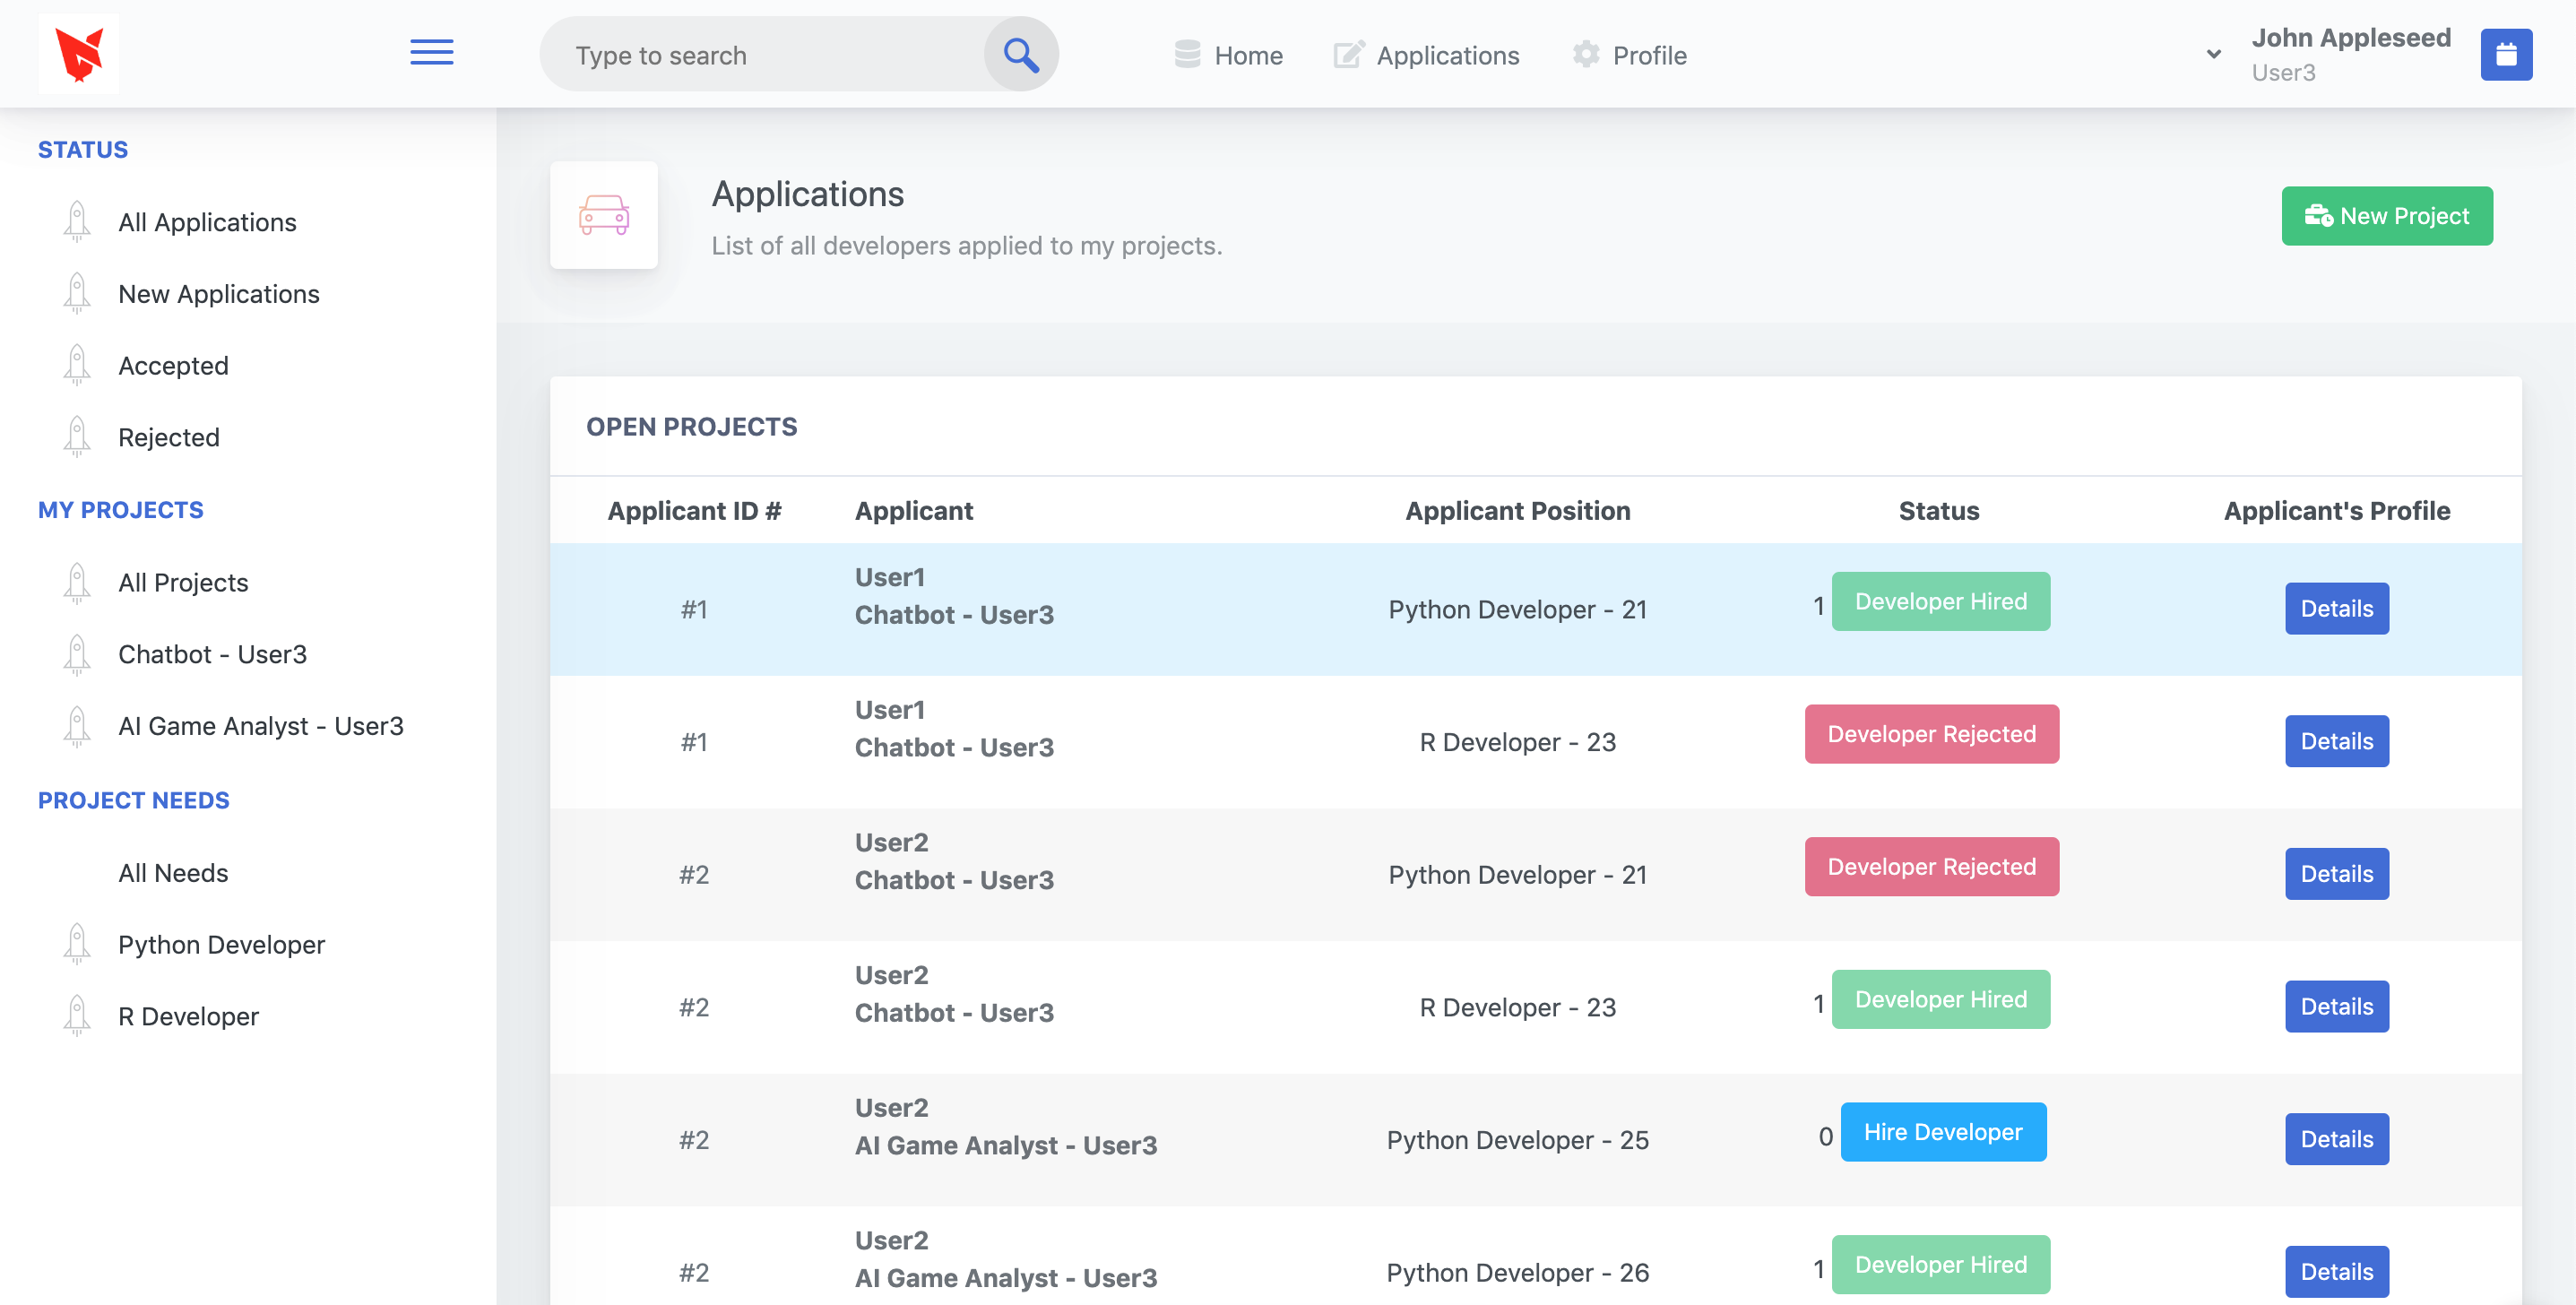 Type to search
Home
Applications
Profile
John Appleseed
User3
STATUS
All Applications
New Applications
Accepted
Rejected
MY PROJECTS
All Projects
Chatbot - User3
AI Game Analyst - User3
PROJECT NEEDS
All Needs
Python Developer
R Developer
Applications
List of all developers applied to my projects.
New Project
OPEN PROJECTS
Applicant ID # Applicant Applicant Position Status Applicant's Profile
#1 User1
Chatbot - User3 Python Developer - 21 1 Developer Hired Details
#1 User1
Chatbot - User3 R Developer - 23 Developer Rejected Details
#2 User2
Chatbot - User3 Python Developer - 21 Developer Rejected Details
#2 User2
Chatbot - User3 R Developer - 23 1 Developer Hired Details
#2 User2
AI Game Analyst - User3 Python Developer - 25 0 Hire Developer Details
#2 User2
AI Game Analyst - User3 Python Developer - 26 1 Developer Hired Details